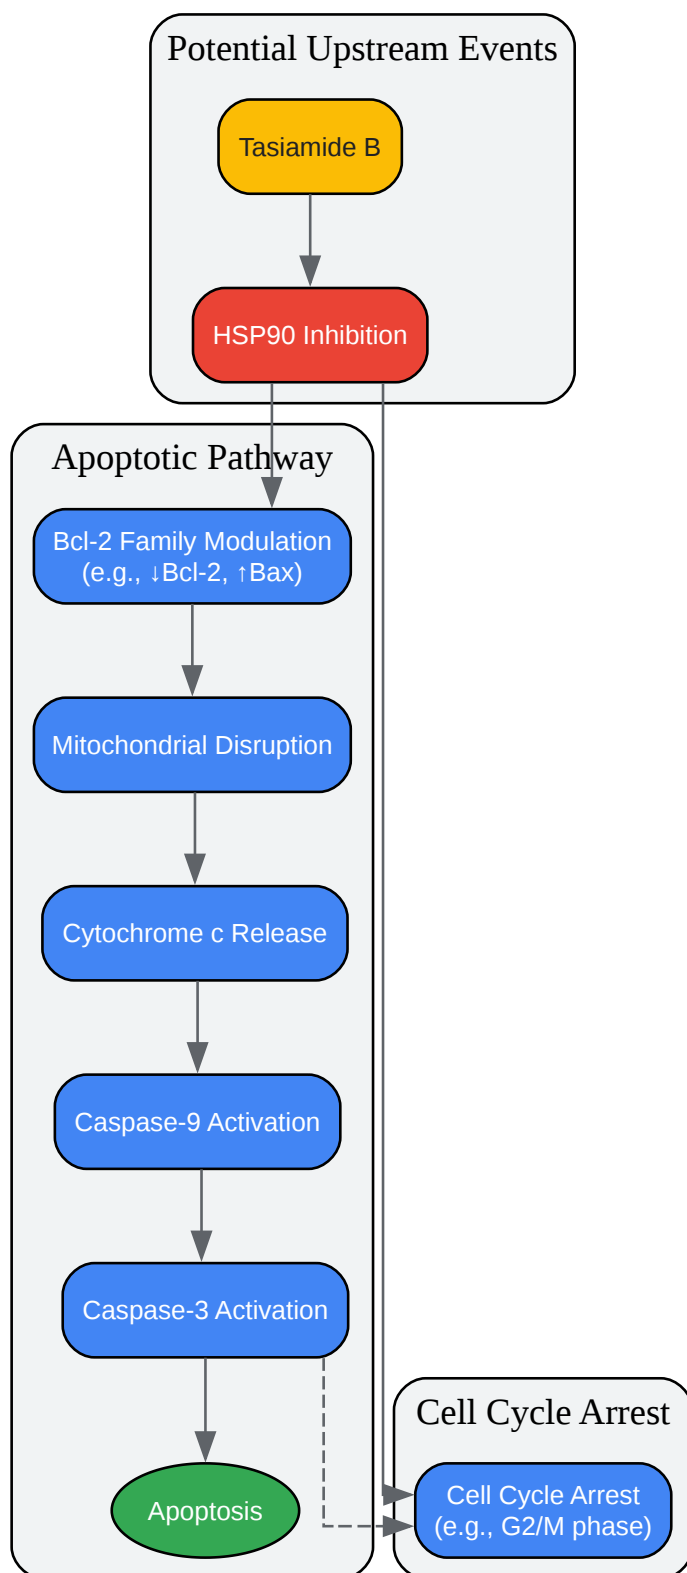 Potential Upstream Events
Tasiamide B
HSP90 Inhibition
Apoptotic Pathway
Bcl-2 Family Modulation
(e.g., ↓Bcl-2, ↑Bax)
Mitochondrial Disruption
Cytochrome c Release
Caspase-9 Activation
Caspase-3 Activation
Apoptosis
Cell Cycle Arrest
Cell Cycle Arrest
(e.g., G2/M phase)